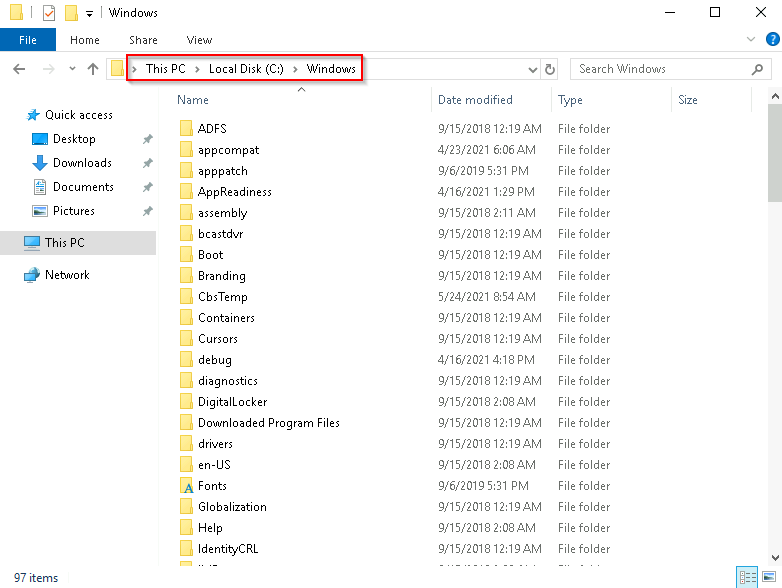 Windows
File Home Share View
This PC Local Disk (C:) Windows
Search Windows
Name Date modified Type Size
Quick access
Desktop
Downloads
Documents
Pictures
This PC
Network
ADFS 9/15/2018 12:19 AM File folder
appcompat 4/23/2021 6:06 AM File folder
apppatch 9/6/2019 5:31 PM File folder
AppReadiness 4/16/2021 1:29 PM File folder
assembly 9/15/2018 2:11 AM File folder
bcastdvr 9/15/2018 12:19 AM File folder
Boot 9/15/2018 12:19 AM File folder
Branding 9/15/2018 12:19 AM File folder
CbsTemp 5/24/2021 8:54 AM File folder
Containers 9/15/2018 12:19 AM File folder
Cursors 9/15/2018 12:19 AM File folder
debug 4/16/2021 4:18 PM File folder
diagnostics 9/15/2018 12:19 AM File folder
DigitalLocker 9/15/2018 2:08 AM File folder
Downloaded Program Files 9/15/2018 12:19 AM File folder
drivers 9/15/2018 12:19 AM File folder
en-US 9/15/2018 2:08 AM File folder
Fonts 9/6/2019 5:31 PM File folder
Globalization 9/15/2018 12:19 AM File folder
Help 9/15/2018 2:08 AM File folder
IdentityCRL 9/15/2018 12:19 AM File folder
97 items